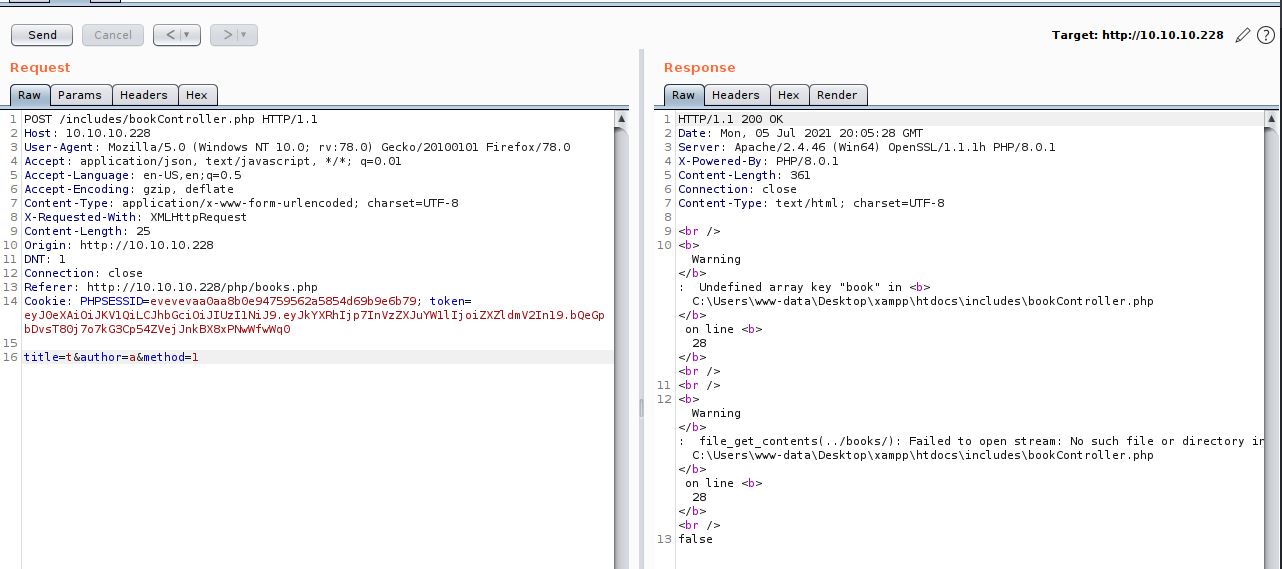 Send
Cancel
<
>
Target: http://10.10.10.228
?
Request
Response
Raw Params Headers Hex
Raw Headers Hex Render
1 POST /includes/bookController.php HTTP/1.1
2 Host: 10.10.10.228
3 User-Agent: Mozilla/5.0 (Windows NT 10.0; rv:78.0) Gecko/20100101 Firefox/78.0
4 Accept: application/json, text/javascript, */*; q=0.01
5 Accept-Language: en-US,en;q=0.5
6 Accept-Encoding: gzip, deflate
7 Content-Type: application/x-www-form-urlencoded; charset=UTF-8
8 X-Requested-With: XMLHttpRequest
9 Content-Length: 25
10 Origin: http://10.10.10.228
11 DNT: 1
12 Connection: close
13 Referer: http://10.10.10.228/php/books.php
14 Cookie: PHPSESSID=evevevaa0aa8b0e94759562a5854d69b9e6b79; token=
eyJ0eXAiOiJKV1QiLCJhbGciOiJIUzI1NiJ9.eyJkYXRhIjp7InVzZXJuYW1lIjoiZXZldmV2In19.bQeGp
bDvsT80j7o7kG3Cp54ZVejJnkBX8xPNwWfwWq0
15
16 title=t&author=a&method=1
1 HTTP/1.1 200 OK
2 Date: Mon, 05 Jul 2021 20:05:28 GMT
3 Server: Apache/2.4.46 (Win64) OpenSSL/1.1.1h PHP/8.0.1
4 X-Powered-By: PHP/8.0.1
5 Content-Length: 361
6 Connection: close
7 Content-Type: text/html; charset=UTF-8
8
9 <br />
10 <b>
Warning
</b>
: Undefined array key "book" in <b>
C:\Users\www-data\Desktop\xampp\htdocs\includes\bookController.php
</b>
on line <b>
28
</b>
<br />
11 <br />
12 <b>
Warning
</b>
: file_get_contents(../books/): Failed to open stream: No such file or directory in
C:\Users\www-data\Desktop\xampp\htdocs\includes\bookController.php
</b>
on line <b>
28
</b>
<br />
13 false